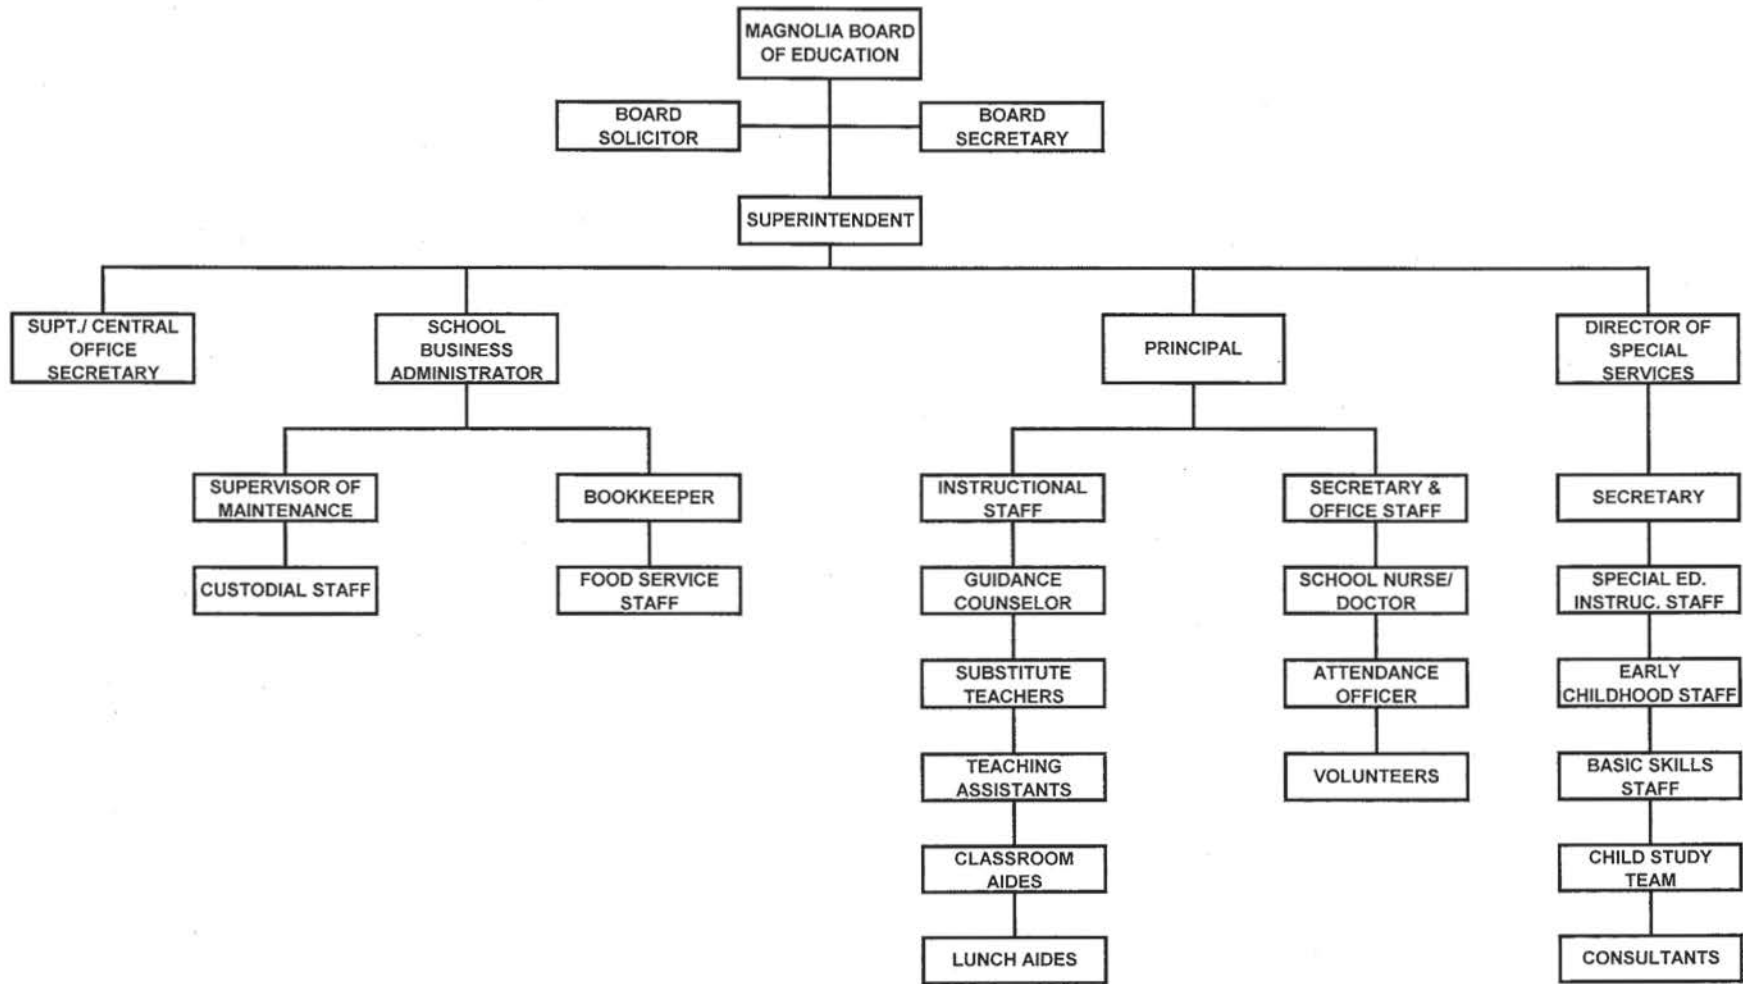 MAGNOLIA BOARD
OF EDUCATION
BOARD
SOLICITOR
BOARD
SECRETARY
SUPERINTENDENT
SUPT./ CENTRAL
OFFICE
SECRETARY
SCHOOL
BUSINESS
ADMINISTRATOR
PRINCIPAL
DIRECTOR OF
SPECIAL
SERVICES
SUPERVISOR OF
MAINTENANCE
BOOKKEEPER
INSTRUCTIONAL
STAFF
SECRETARY &
OFFICE STAFF
SECRETARY
CUSTODIAL STAFF
FOOD SERVICE
STAFF
GUIDANCE
COUNSELOR
SCHOOL NURSE/
DOCTOR
SPECIAL ED.
INSTRUC. STAFF
SUBSTITUTE
TEACHERS
ATTENDANCE
OFFICER
EARLY
CHILDHOOD STAFF
TEACHING
ASSISTANTS
VOLUNTEERS
BASIC SKILLS
STAFF
CLASSROOM
AIDES
CHILD STUDY
TEAM
LUNCH AIDES
CONSULTANTS